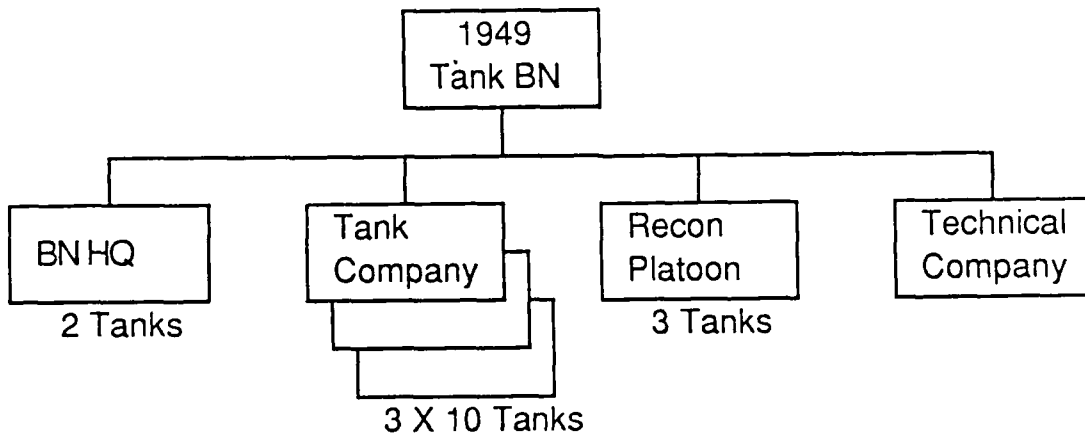 1949
Tank BN
BN HQ
2 Tanks
Tank
Company
3 X 10 Tanks
Recon
Platoon
3 Tanks
Technical
Company